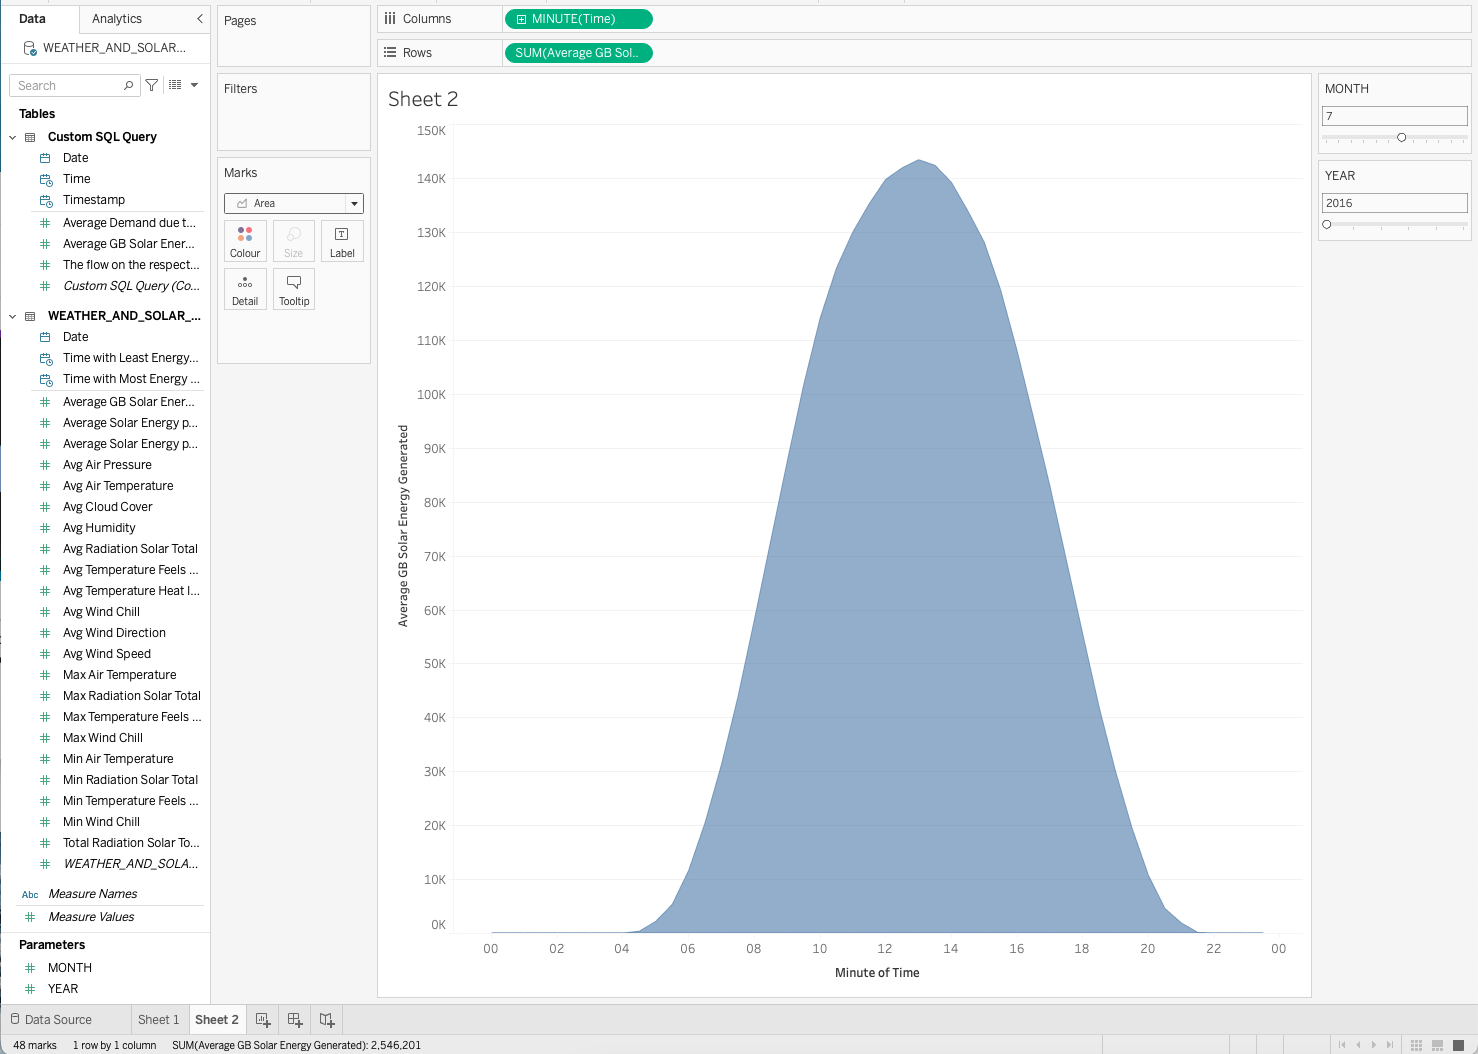 Data
Analytics
WEATHER_AND_SOLAR...
Search
Tables
Custom SQL Query
Date
Time
Timestamp
Average Demand due t...
Average GB Solar Ener...
The flow on the respect...
Custom SQL Query (Co...
WEATHER_AND_SOLAR_...
Date
Time with Least Energy...
Time with Most Energy ...
Average GB Solar Ener...
Average Solar Energy p...
Average Solar Energy p...
Avg Air Pressure
Avg Air Temperature
Avg Cloud Cover
Avg Humidity
Avg Radiation Solar Total
Avg Temperature Feels ...
Avg Temperature Heat I...
Avg Wind Chill
Avg Wind Direction
Avg Wind Speed
Max Air Temperature
Max Radiation Solar Total
Max Temperature Feels ...
Max Wind Chill
Min Air Temperature
Min Radiation Solar Total
Min Temperature Feels ...
Min Wind Chill
Total Radiation Solar To...
WEATHER_AND_SOLA...
Abc Measure Names
Measure Values
Parameters
MONTH
YEAR
Pages
Filters
Marks
Area
Colour Size Label
Detail Tooltip
Columns MINUTE(Time)
Rows SUM(Average GB Sol..
Sheet 2
150K
140K
130K
120K
110K
100K
90K
80K
70K
60K
50K
40K
30K
20K
10K
0K
Average GB Solar Energy Generated
00 02 04 06 08 10 12 14 16 18 20 22 00
Minute of Time
MONTH
7
YEAR
2016
Data Source Sheet 1 Sheet 2
48 marks 1 row by 1 column SUM(Average GB Solar Energy Generated): 2,546,201